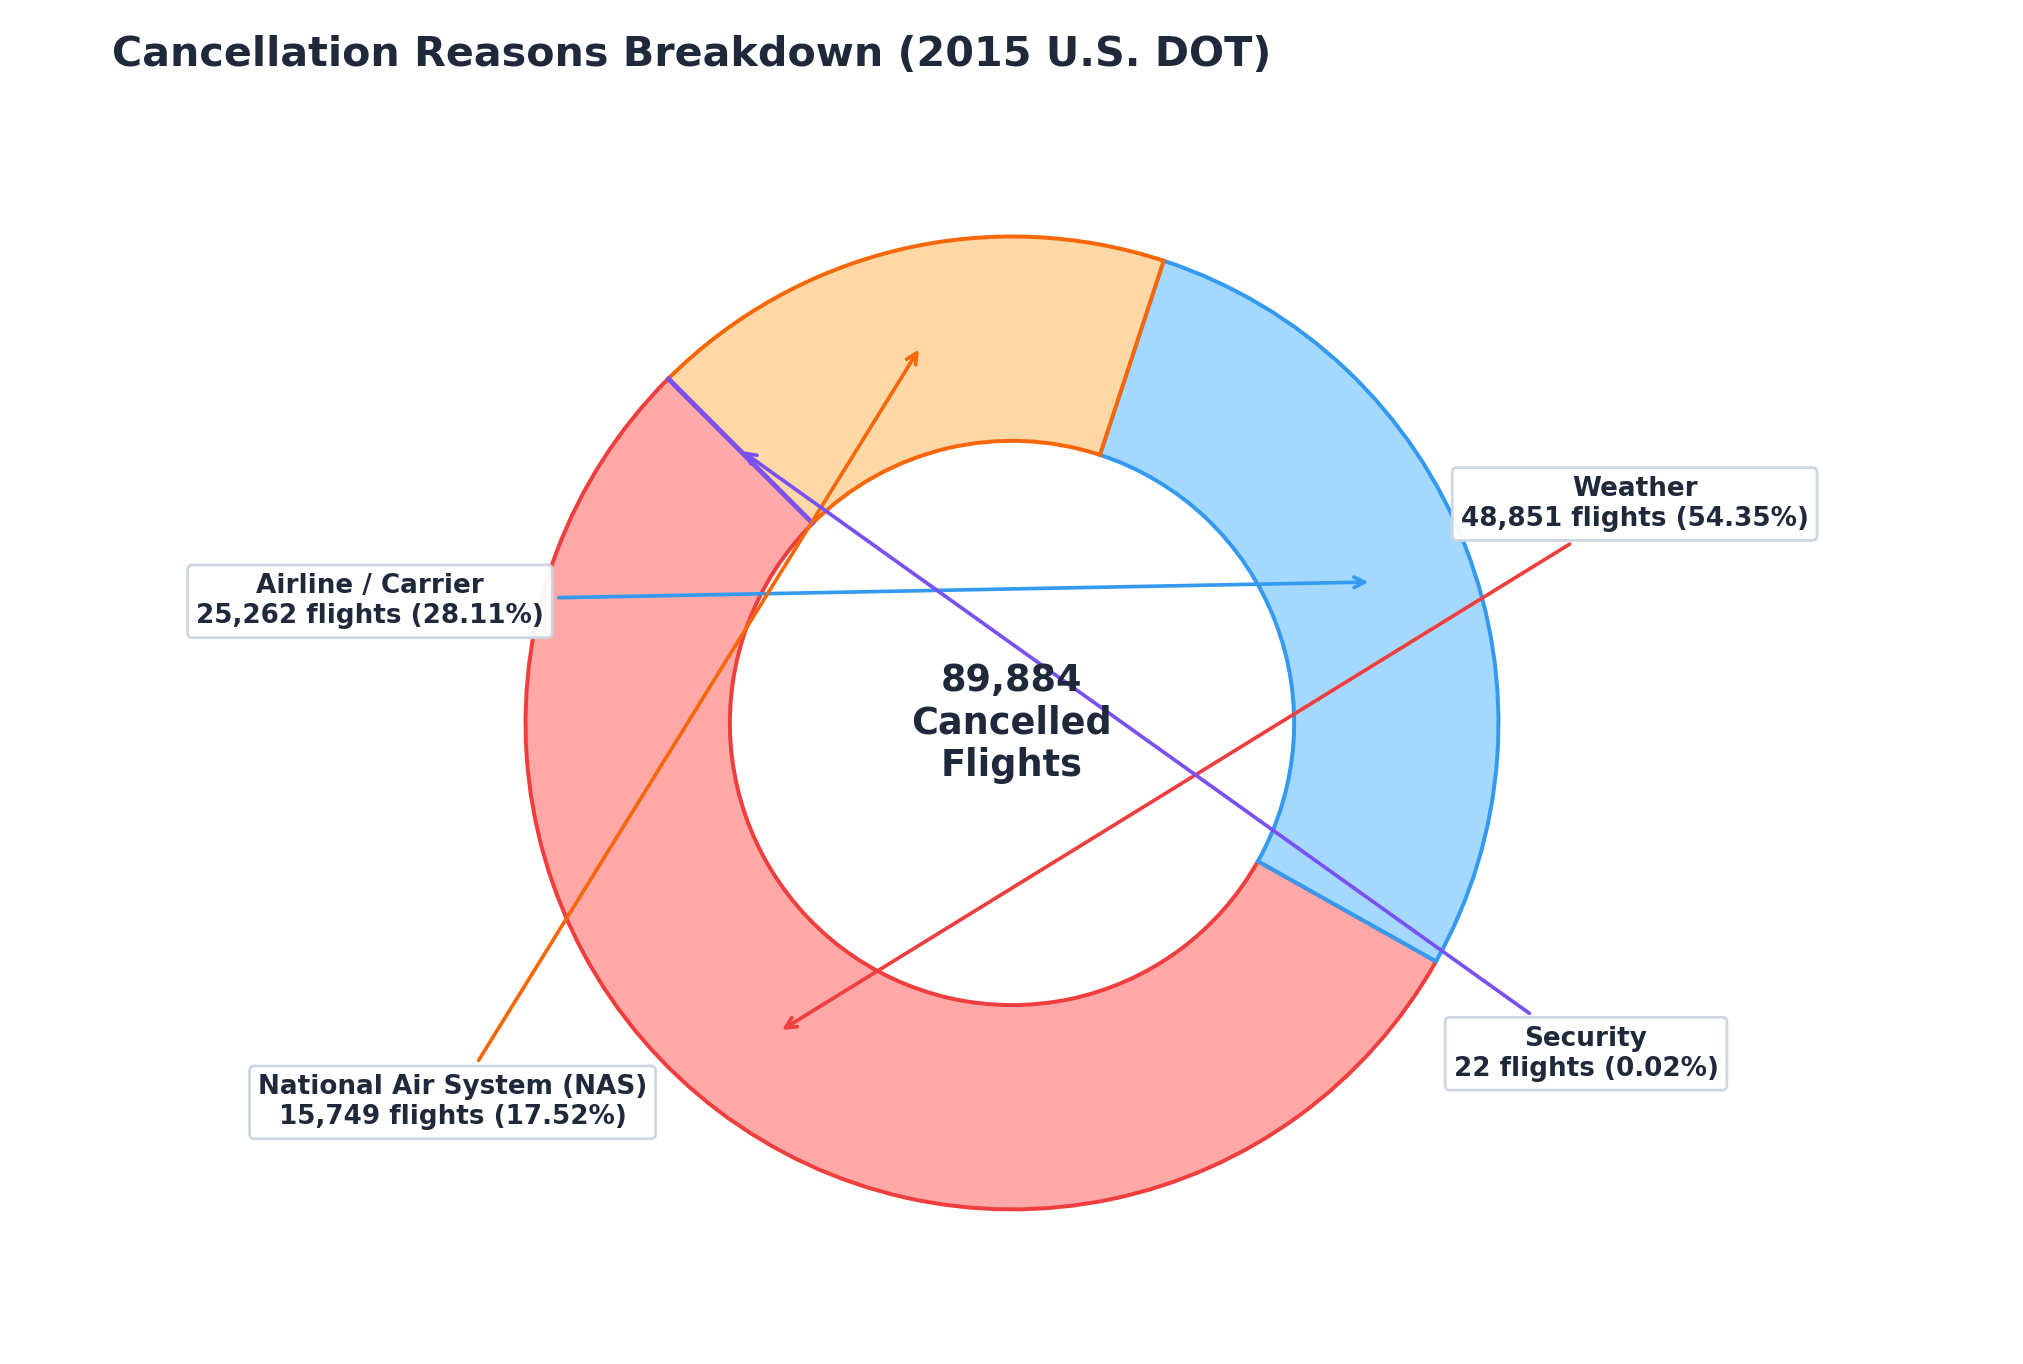 Cancellation Reasons Breakdown (2015 U.S. DOT)
Weather
48,851 flights (54.35%)
Airline / Carrier
25,262 flights (28.11%)
89,884
Cancelled
Flights
Security
22 flights (0.02%)
National Air System (NAS)
15,749 flights (17.52%)